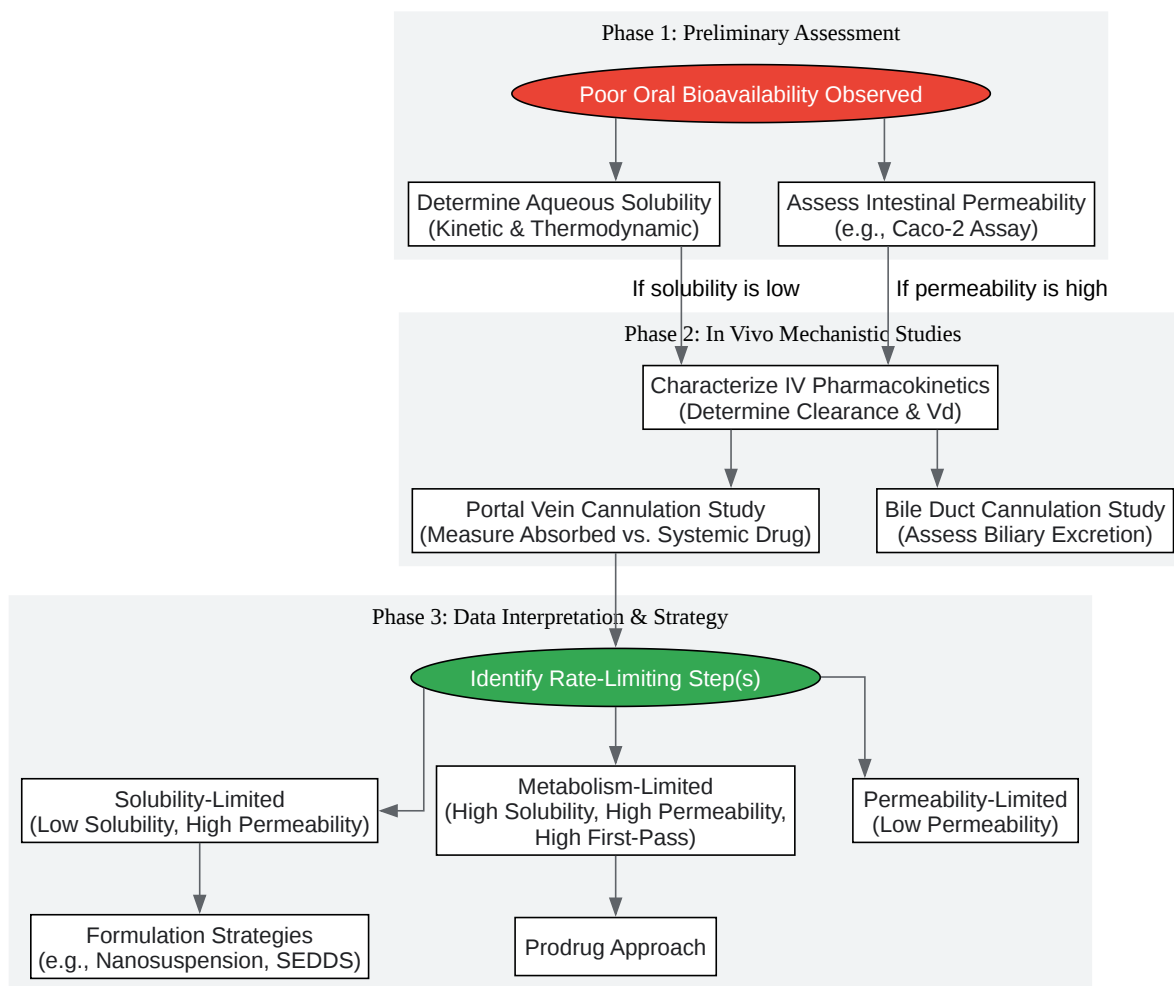 Phase 1: Preliminary Assessment
Poor Oral Bioavailability Observed
Determine Aqueous Solubility
(Kinetic & Thermodynamic)
Assess Intestinal Permeability
(e.g., Caco-2 Assay)
If solubility is low
If permeability is high
Phase 2: In Vivo Mechanistic Studies
Characterize IV Pharmacokinetics
(Determine Clearance & Vd)
Portal Vein Cannulation Study
(Measure Absorbed vs. Systemic Drug)
Bile Duct Cannulation Study
(Assess Biliary Excretion)
Phase 3: Data Interpretation & Strategy
Identify Rate-Limiting Step(s)
Solubility-Limited
(Low Solubility, High Permeability)
Metabolism-Limited
(High Solubility, High Permeability,
High First-Pass)
Permeability-Limited
(Low Permeability)
Formulation Strategies
(e.g., Nanosuspension, SEDDS)
Prodrug Approach